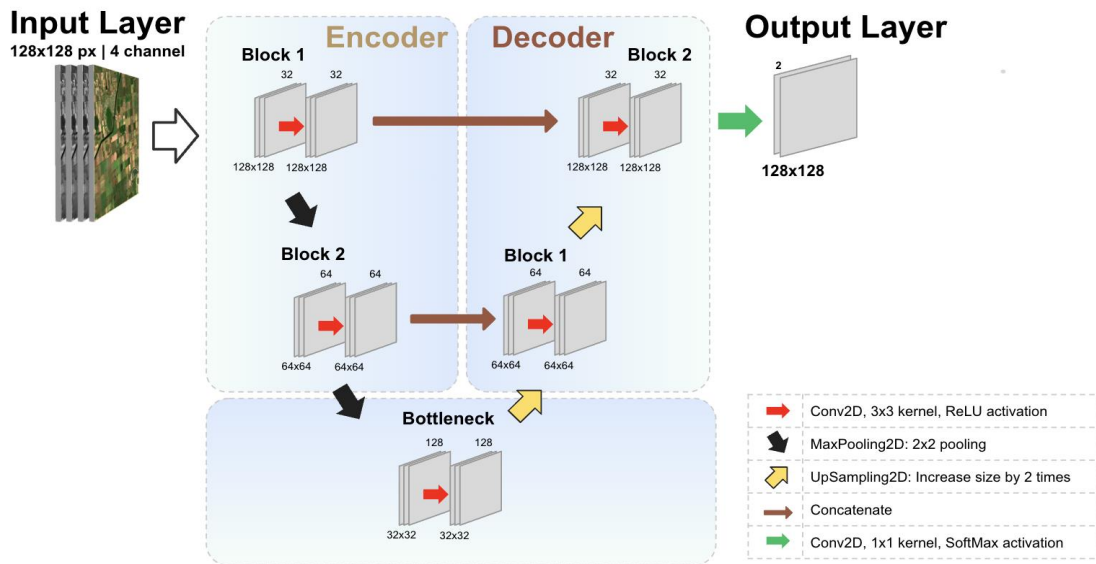 Input Layer
128x128 px | 4 channel
Encoder
Block 1
32 32
128x128 128x128
Block 2
64 64
64x64 64x64
Decoder
Block 2
32 32
128x128 128x128
Block 1
64 64
64x64 64x64
Bottleneck
128 128
32x32 32x32
Output Layer
2
128x128
Conv2D, 3x3 kernel, ReLU activation
MaxPooling2D: 2x2 pooling
UpSampling2D: Increase size by 2 times
Concatenate
Conv2D, 1x1 kernel, SoftMax activation